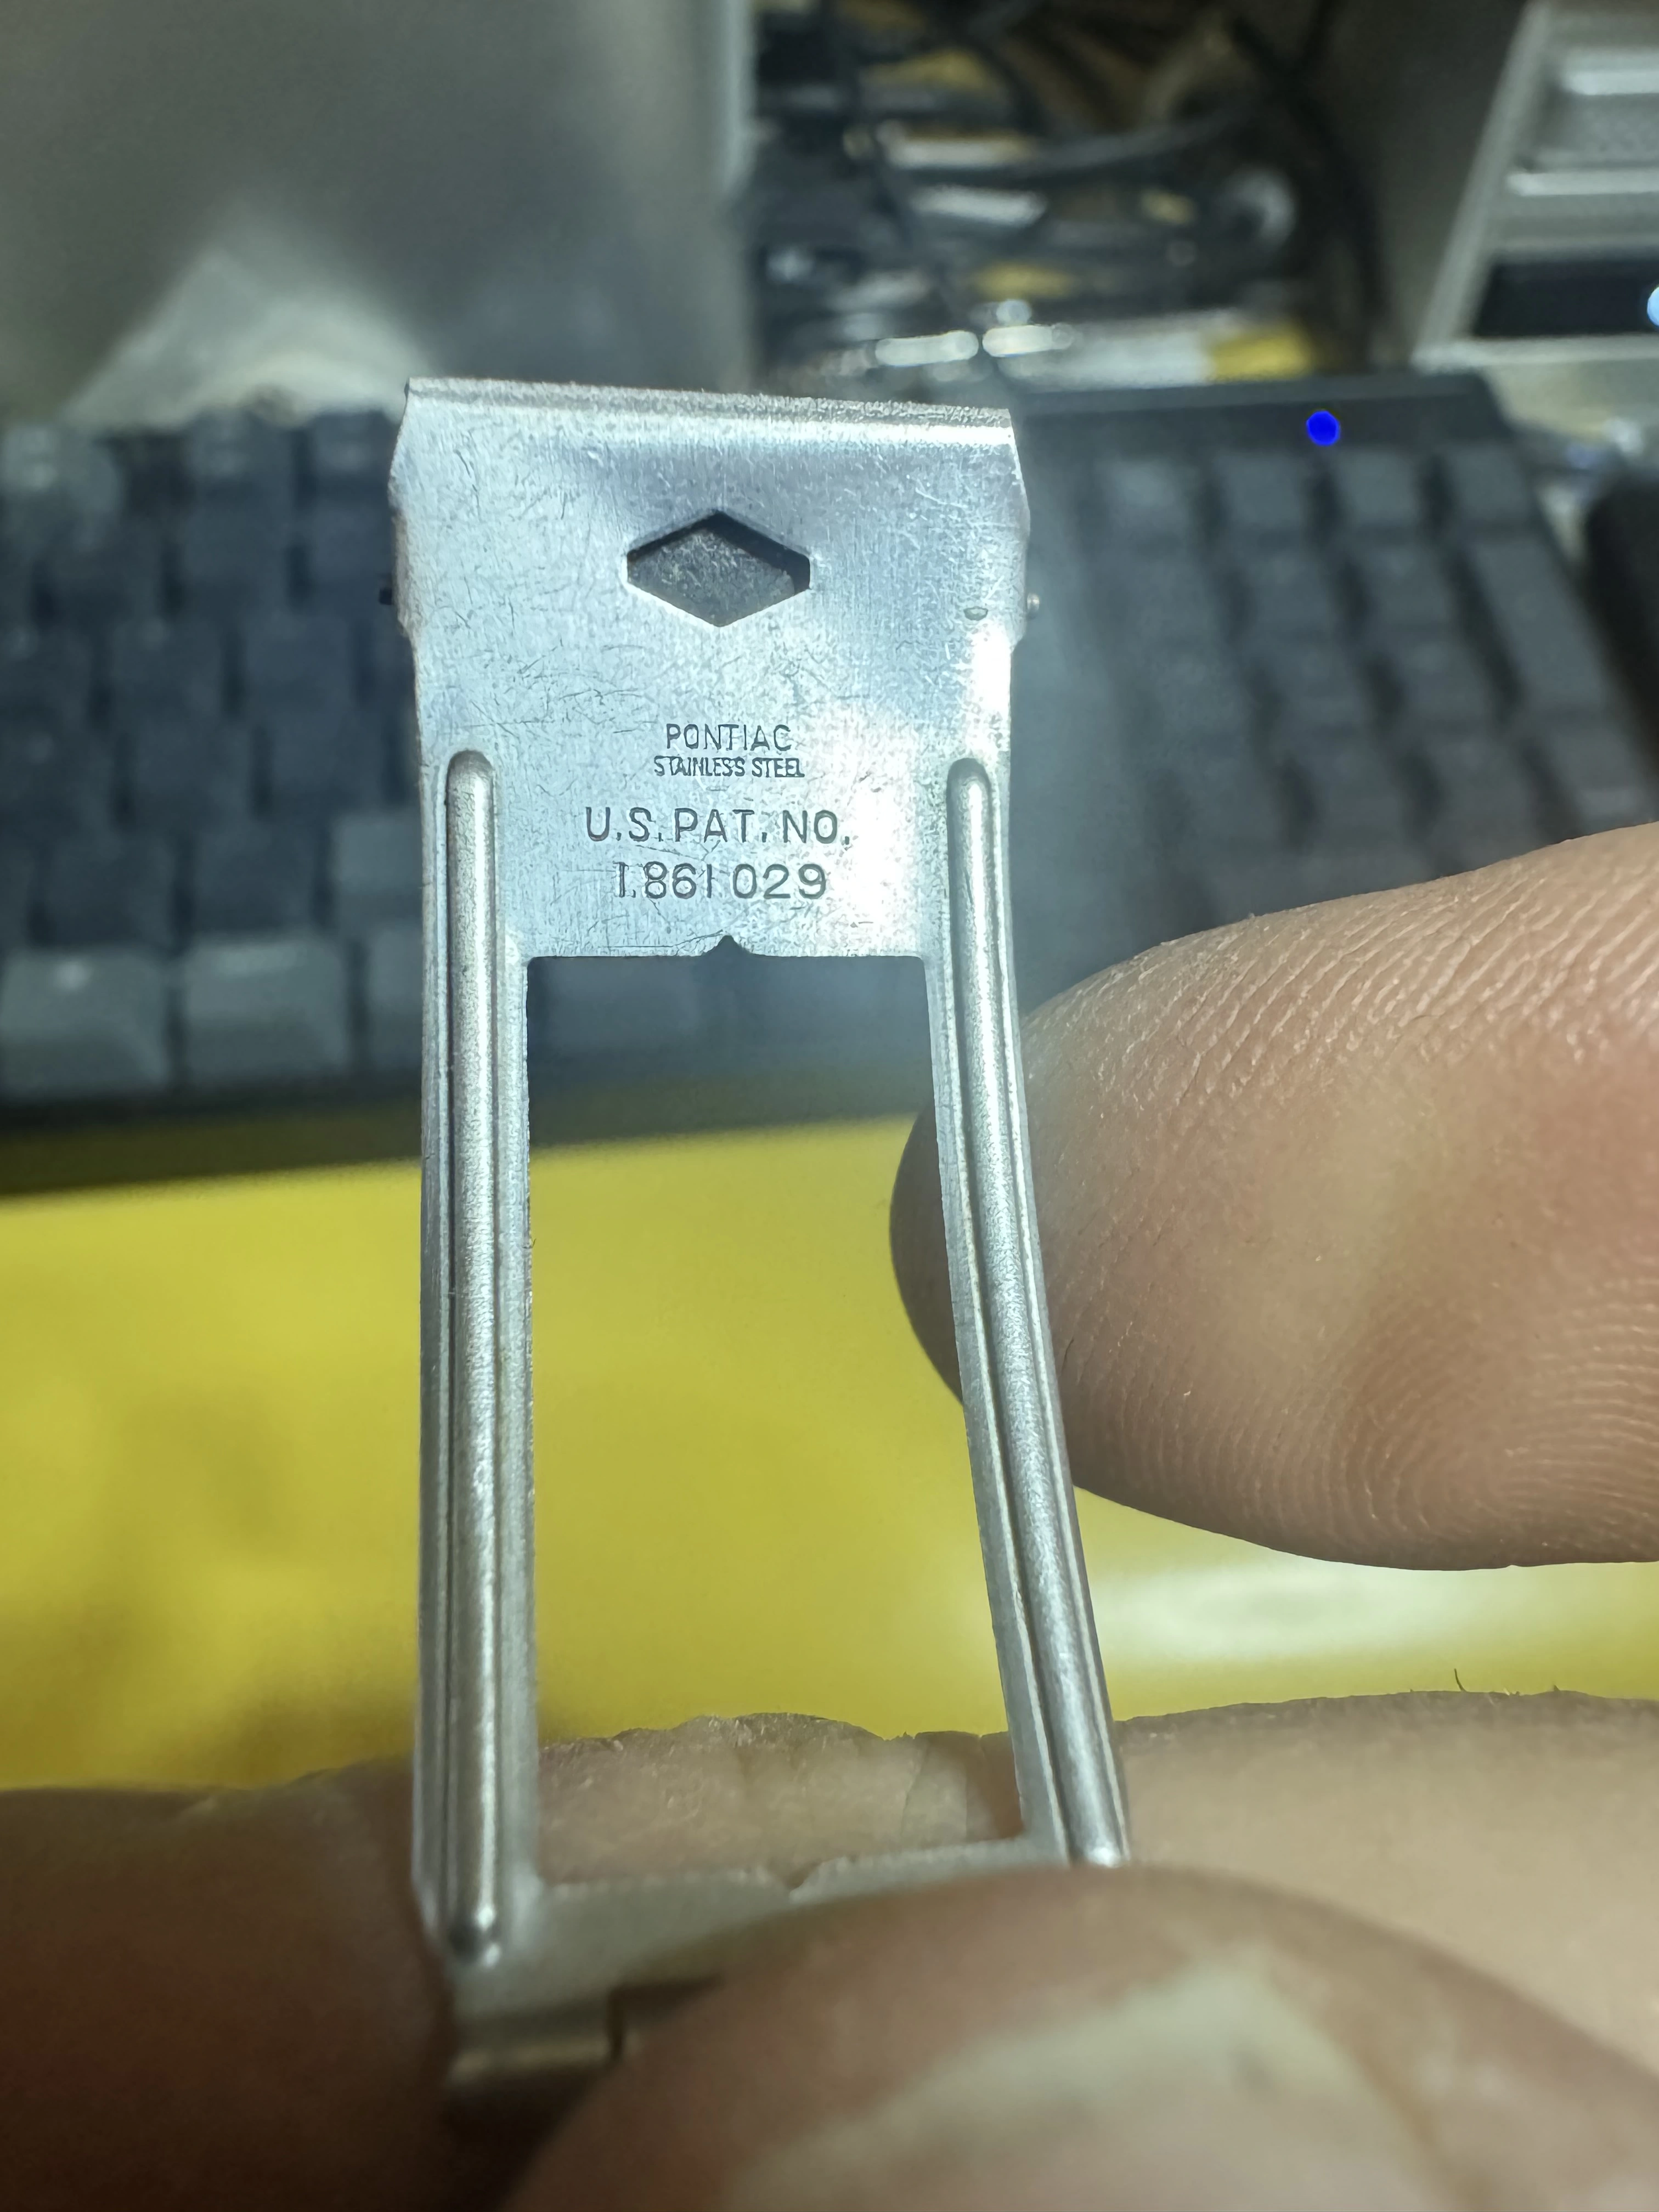 PONTIAC
STAINLESS STEEL
U.S. PAT. NO.
1,861 029